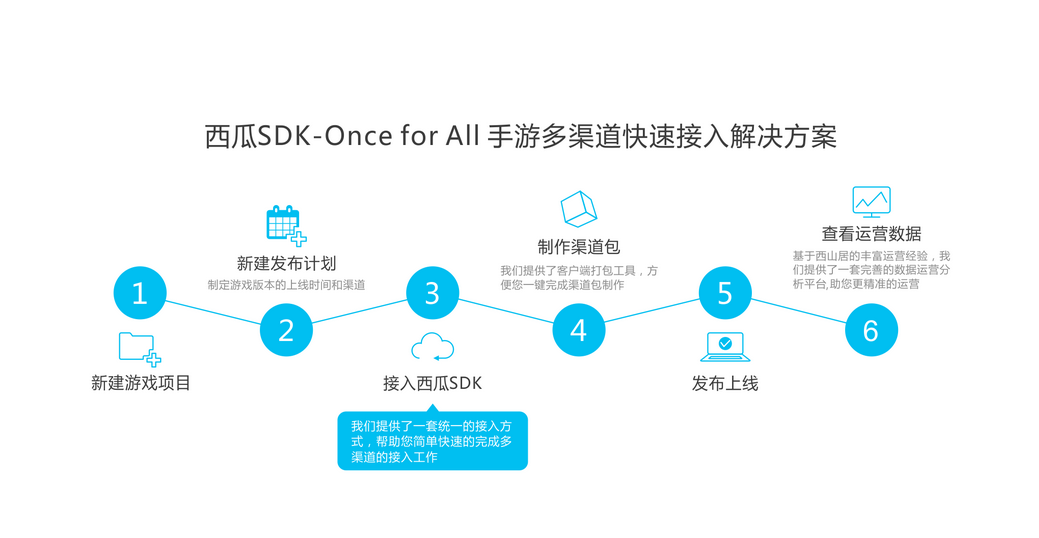 西瓜SDK-Once for All 手游多渠道快速接入解决方案
1
新建游戏项目
2
新建发布计划
制定游戏版本的上线时间和渠道
3
接入西瓜SDK
我们提供了一套统一的接入方
式，帮助您简单快速的完成多
渠道的接入工作
4
制作渠道包
我们提供了客户端打包工具，方
便您一键完成渠道包制作
5
发布上线
6
查看运营数据
基于西山居的丰富运营经验，我
们提供了一套完善的数据运营分
析平台,助您更精准的运营